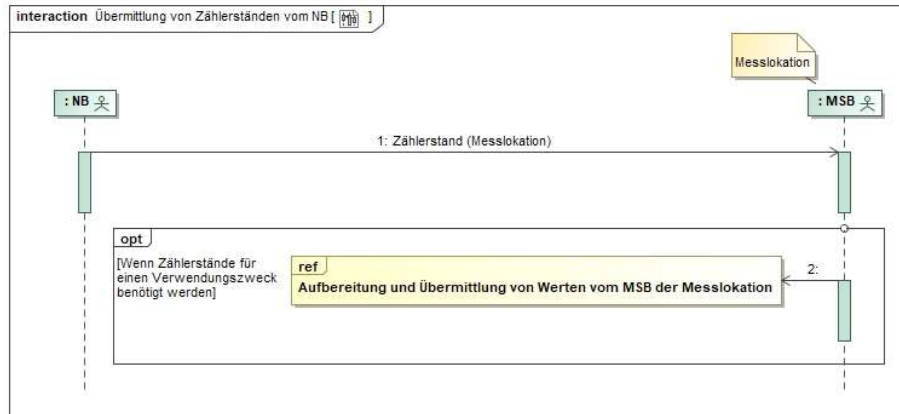 interaction Übermittlung von Zählerständen vom NB [ ]
Messlokation
: NB
: MSB
1: Zählerstand (Messlokation)
opt
[Wenn Zählerstände für
einen Verwendungszweck
benötigt werden]
ref
Aufbereitung und Übermittlung von Werten vom MSB der Messlokation
2: